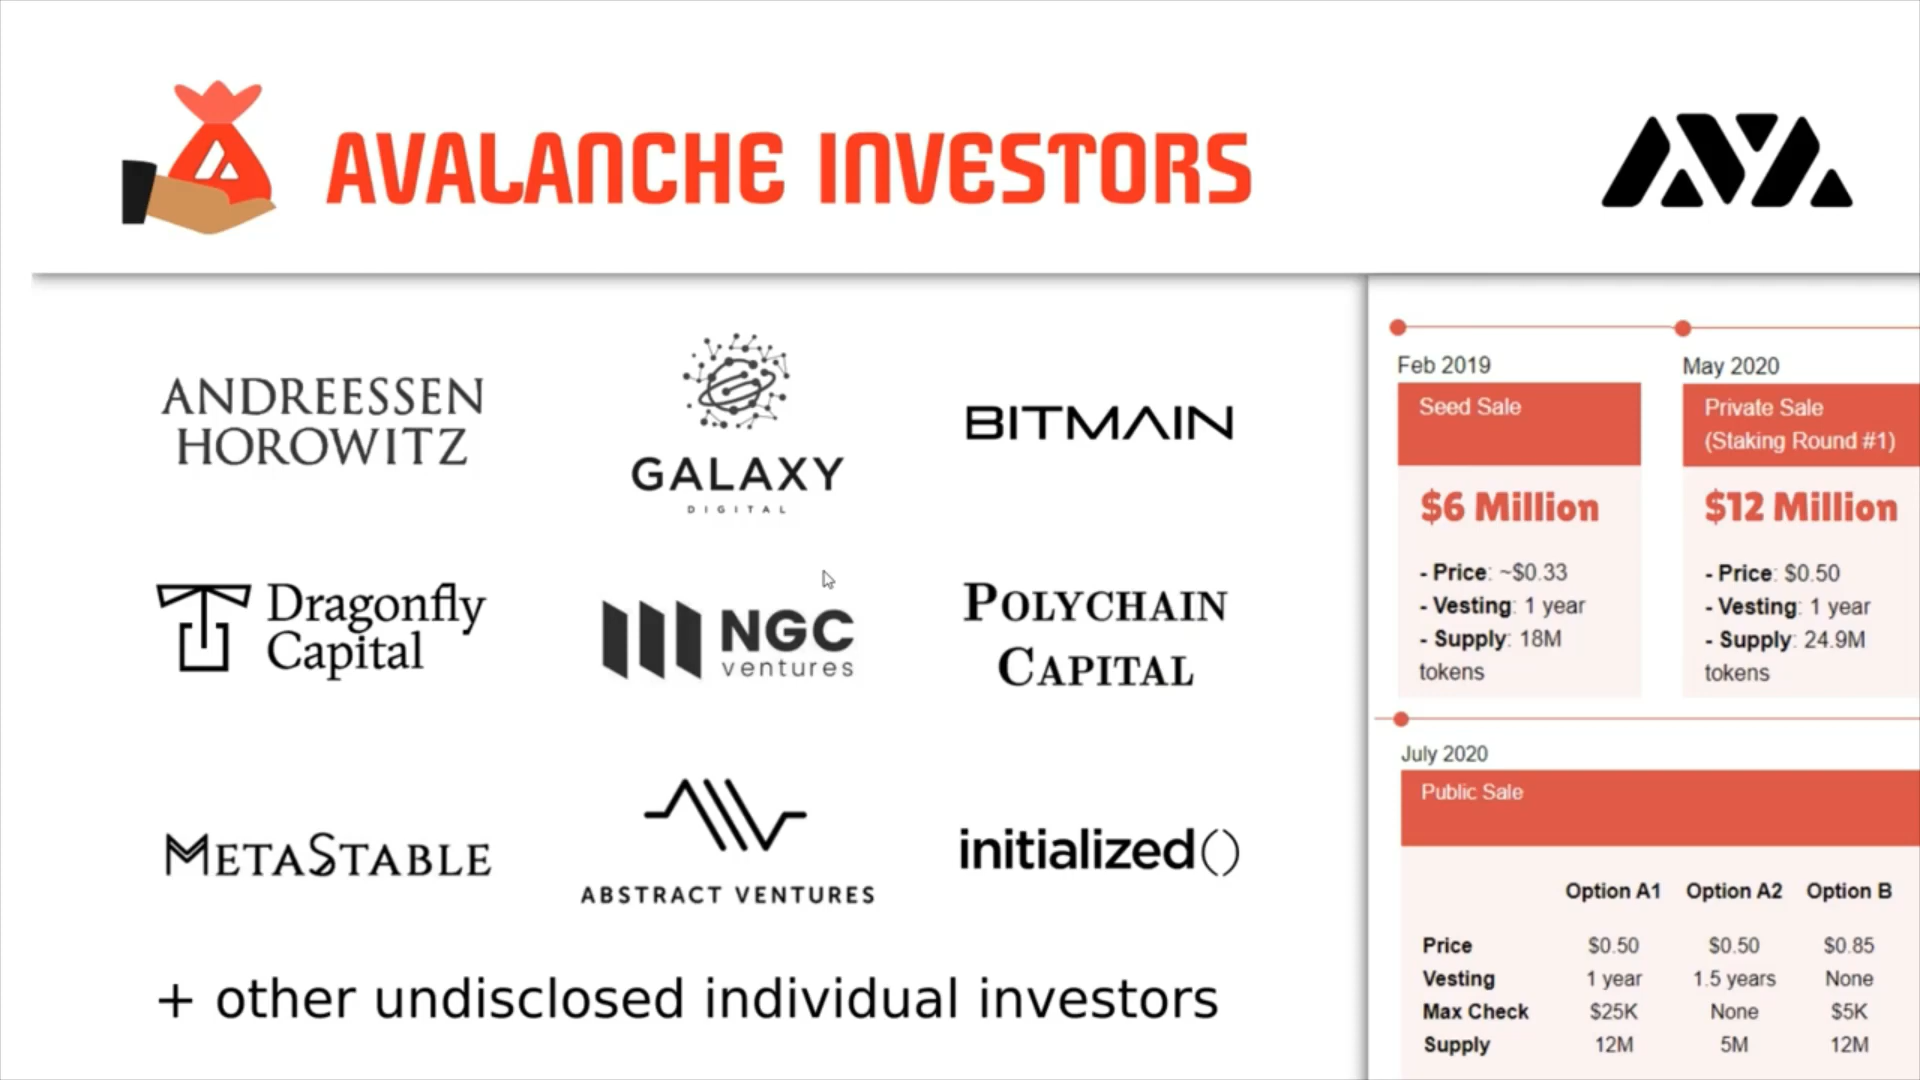 AVALANCHE INVESTORS
AVA
ANDREESSEN
HOROWITZ
GALAXY
DIGITAL
BITMAIN
Dragonfly
Capital
NGC
ventures
POLYCHAIN
CAPITAL
METASTABLE
ABSTRACT VENTURES
initialized()
+ other undisclosed individual investors
Feb 2019
Seed Sale
$6 Million
- Price: ~$0.33
- Vesting: 1 year
- Supply: 18M
tokens
May 2020
Private Sale
(Staking Round #1)
$12 Million
- Price: $0.50
- Vesting: 1 year
- Supply: 24.9M
tokens
July 2020
Public Sale
Option A1 Option A2 Option B
Price $0.50 $0.50 $0.85
Vesting 1 year 1.5 years None
Max Check $25K None $5K
Supply 12M 5M 12M